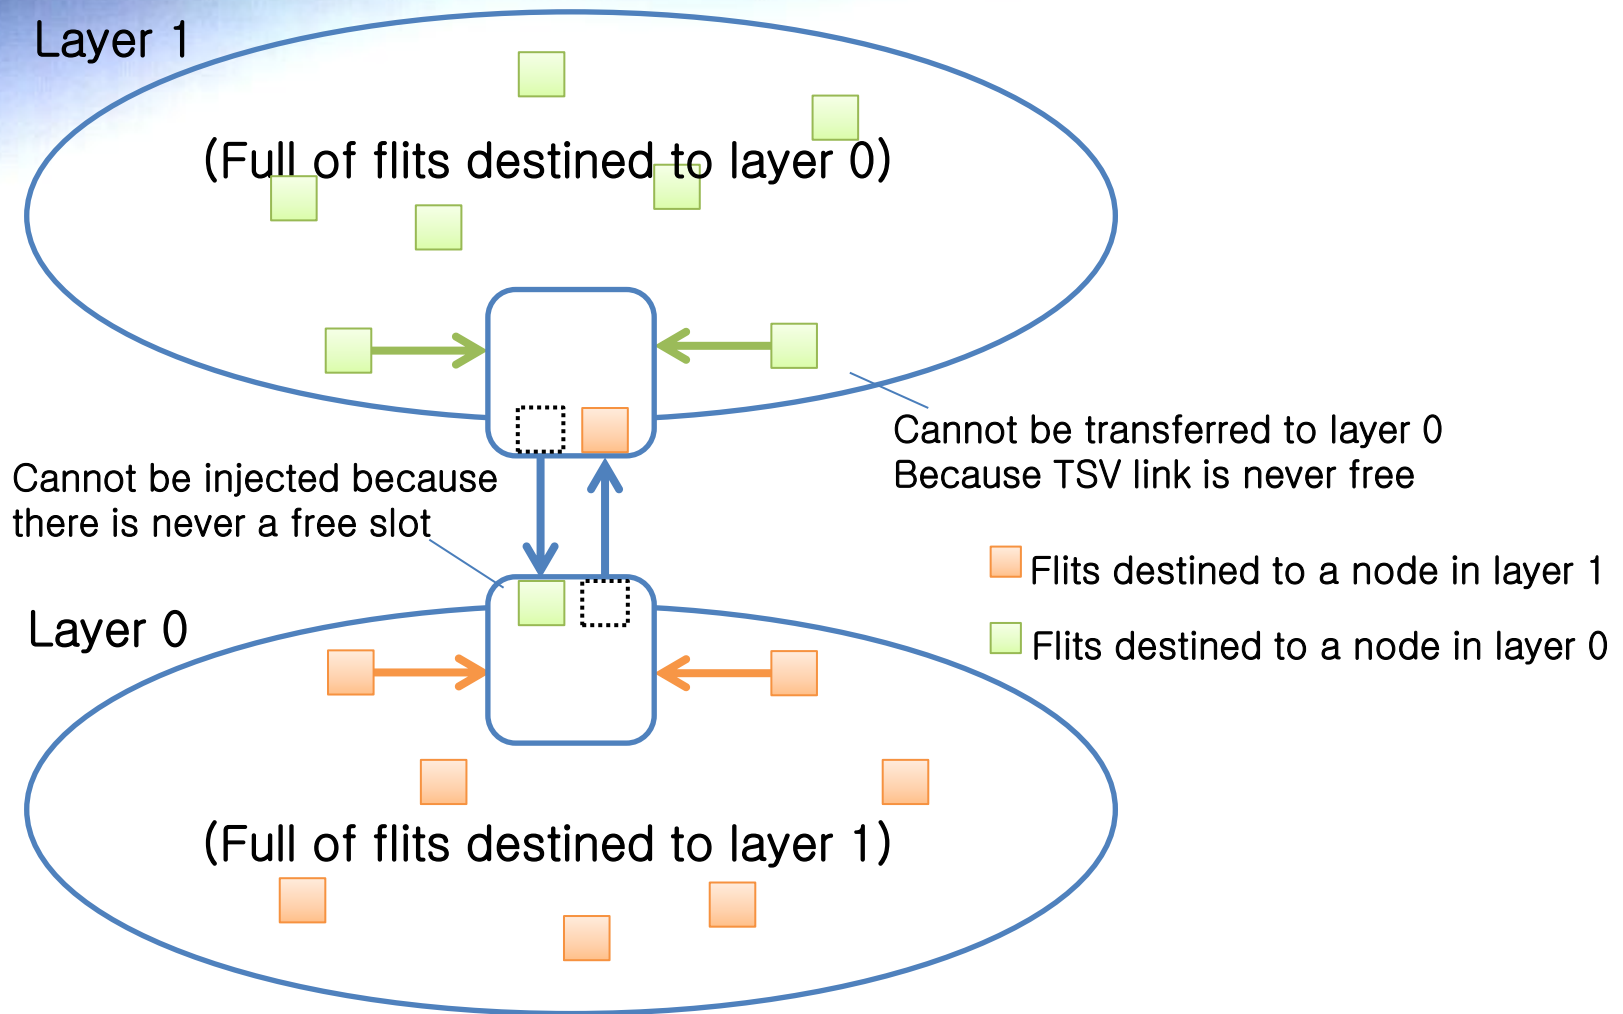 Layer 1
(Full of flits destined to layer 0)
Cannot be transferred to layer 0
Because TSV link is never free
Cannot be injected because
there is never a free slot
Flits destined to a node in layer 1
Layer 0
Flits destined to a node in layer 0
(Full of flits destined to layer 1)